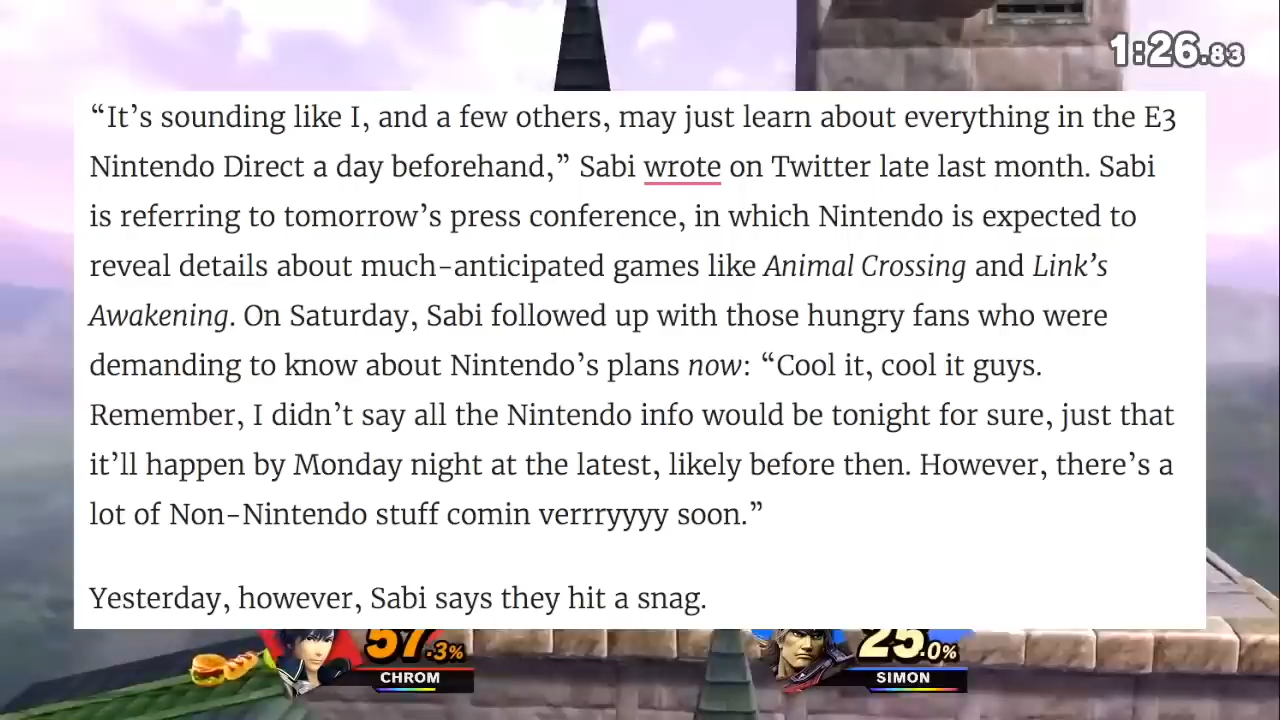 1:26.83
“It’s sounding like I, and a few others, may just learn about everything in the E3
Nintendo Direct a day beforehand,” Sabi wrote on Twitter late last month. Sabi
is referring to tomorrow’s press conference, in which Nintendo is expected to
reveal details about much-anticipated games like Animal Crossing and Link’s
Awakening. On Saturday, Sabi followed up with those hungry fans who were
demanding to know about Nintendo’s plans now: “Cool it, cool it guys.
Remember, I didn’t say all the Nintendo info would be tonight for sure, just that
it’ll happen by Monday night at the latest, likely before then. However, there’s a
lot of Non-Nintendo stuff comin verrryyyy soon.”
Yesterday, however, Sabi says they hit a snag.
57.3%
CHROM
25.0%
SIMON